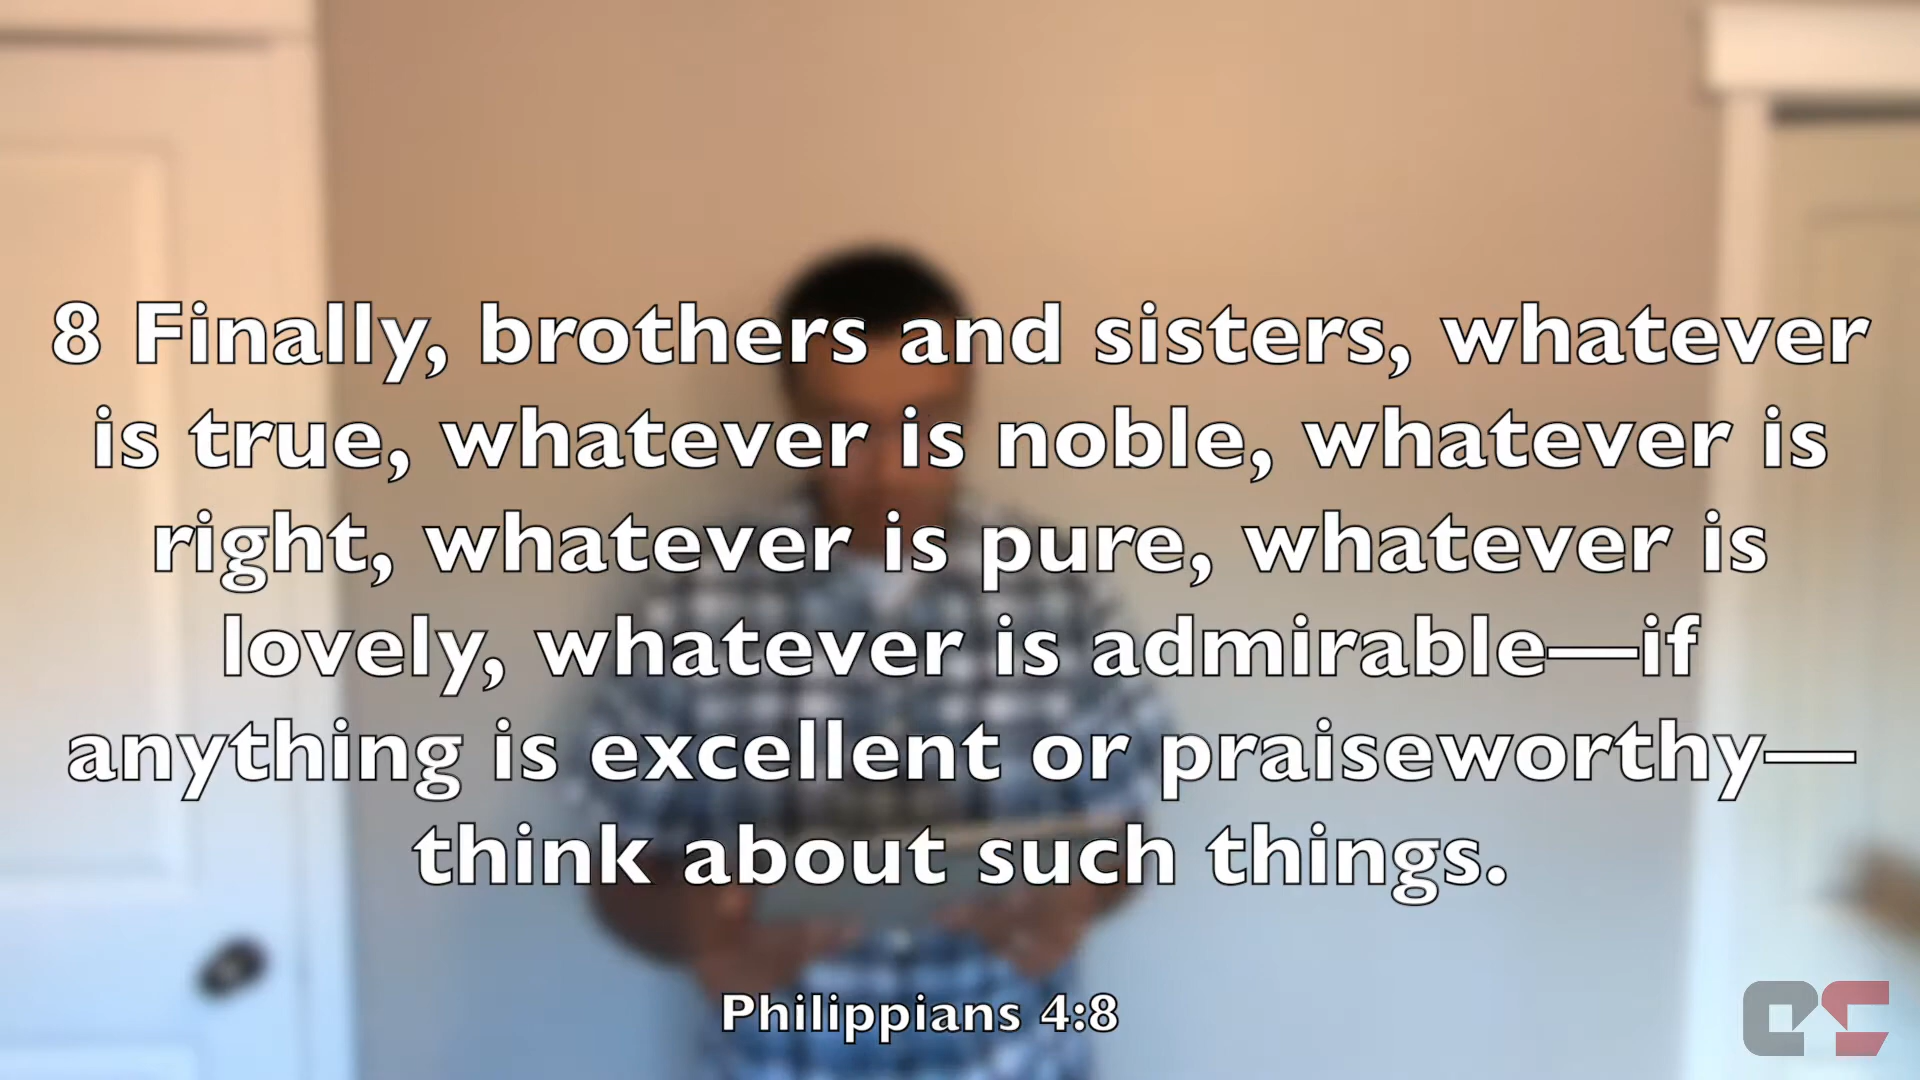 8 Finally, brothers and sisters, whatever
is true, whatever is noble, whatever is
right, whatever is pure, whatever is
lovely, whatever is admirable—if
anything is excellent or praiseworthy—
think about such things.
Philippians 4:8
es